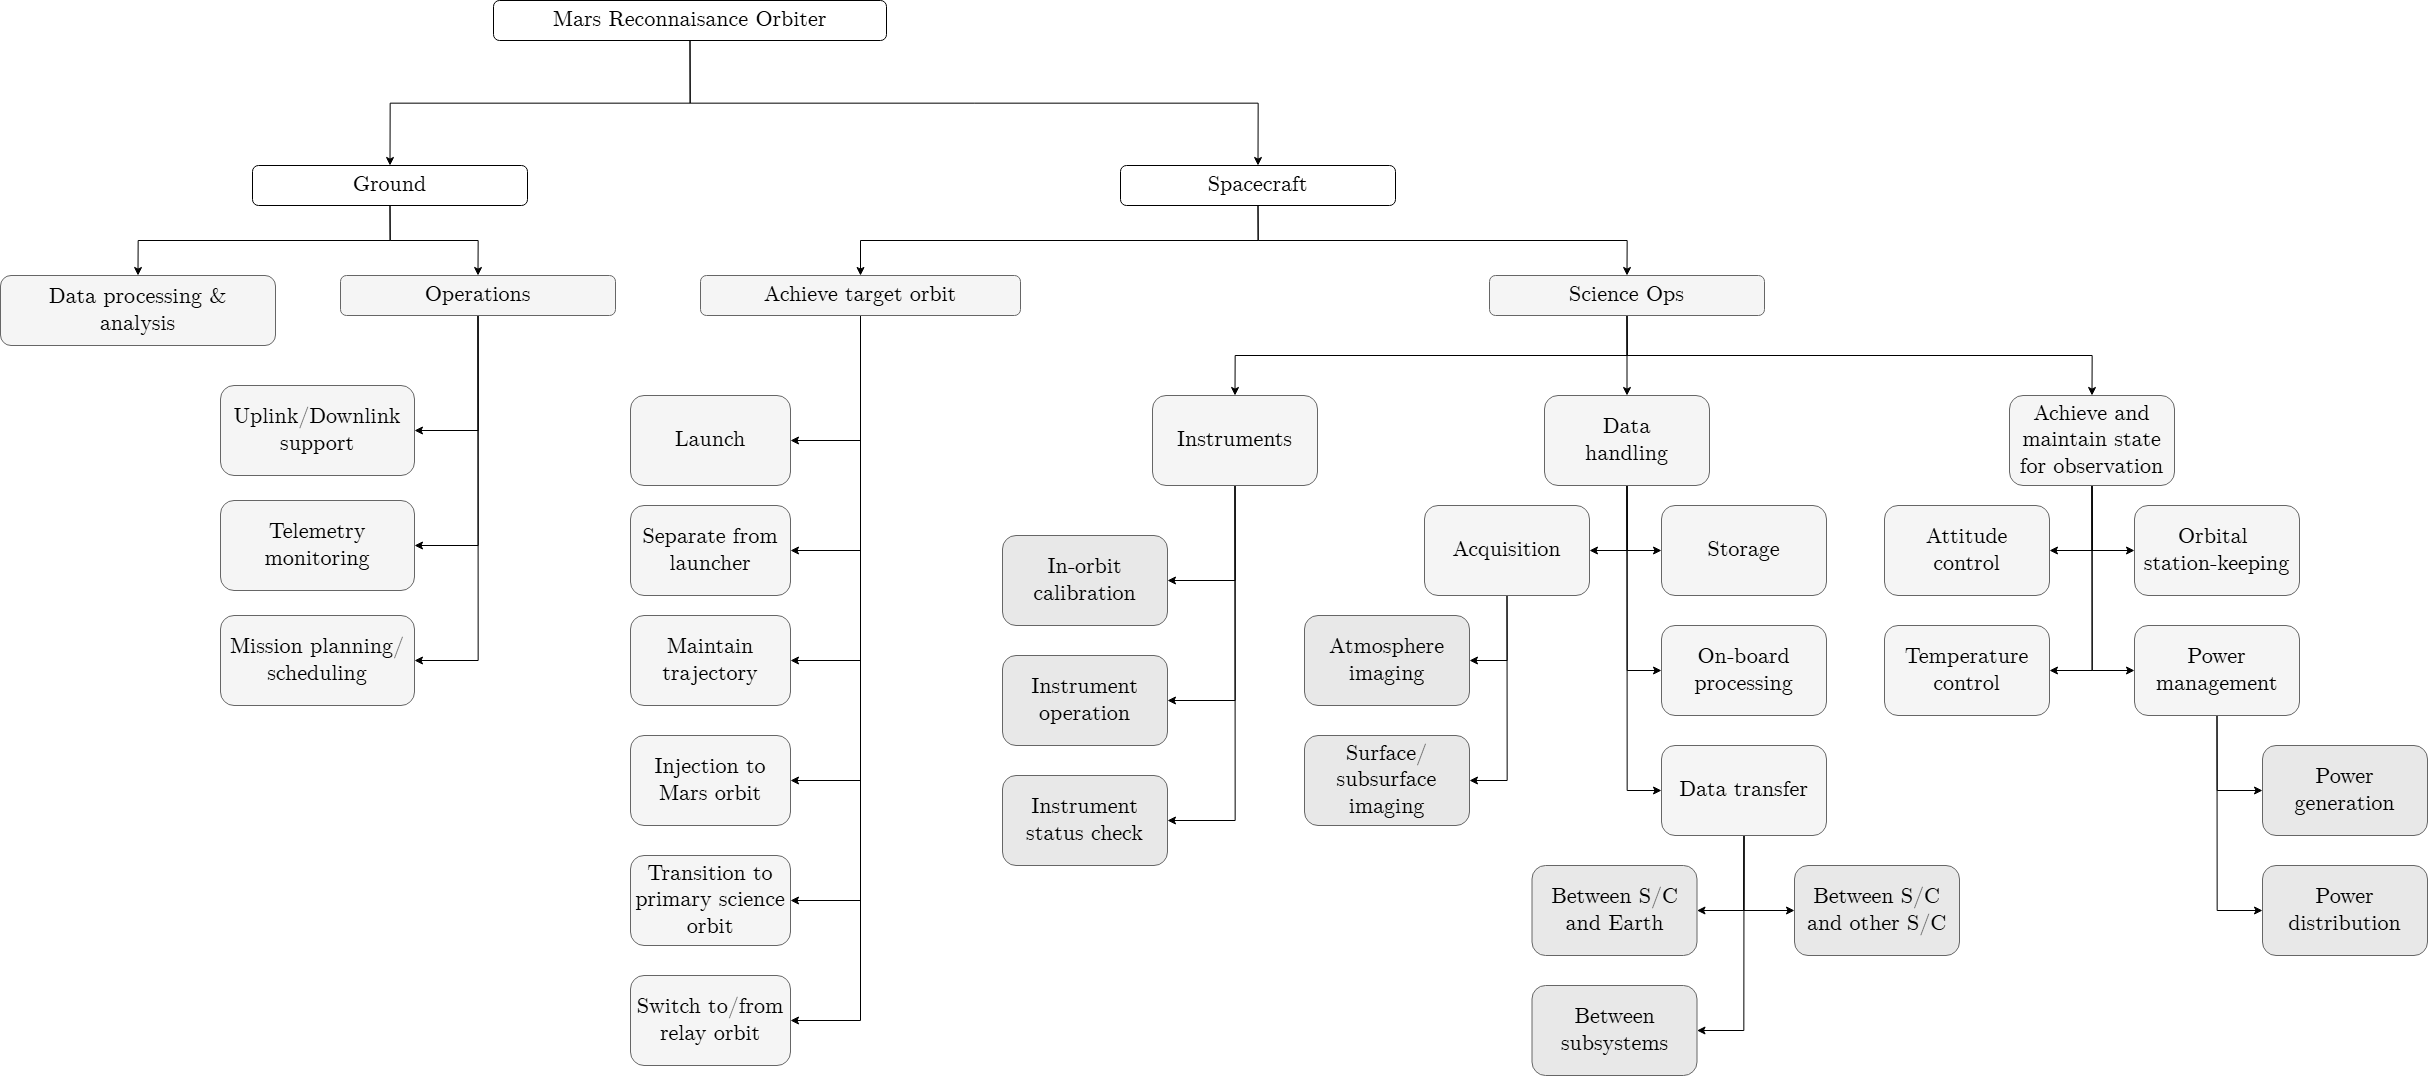 Mars Reconnaisance Orbiter
Ground
Spacecraft
Data processing &
analysis
Operations
Achieve target orbit
Science Ops
Uplink/Downlink
support
Telemetry
monitoring
Mission planning/
scheduling
Launch
Separate from
launcher
Maintain
trajectory
Injection to
Mars orbit
Transition to
primary science
orbit
Switch to/from
relay orbit
Instruments
In-orbit
calibration
Instrument
operation
Instrument
status check
Data
handling
Acquisition
Atmosphere
imaging
Surface/
subsurface
imaging
Storage
On-board
processing
Data transfer
Between S/C
and Earth
Between S/C
and other S/C
Between
subsystems
Achieve and
maintain state
for observation
Attitude
control
Orbital
station-keeping
Temperature
control
Power
management
Power
generation
Power
distribution